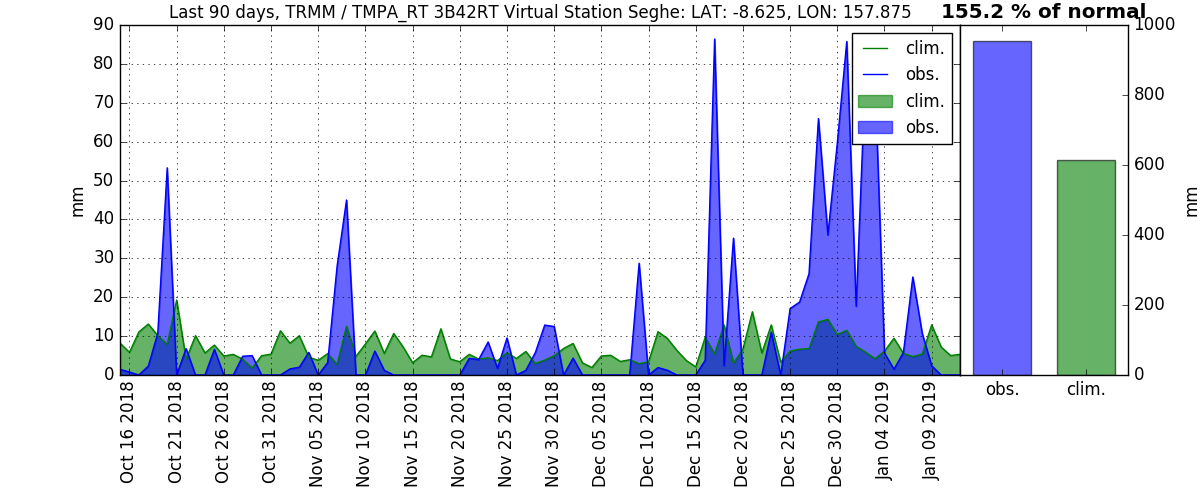 Last 90 days, TRMM / TMPA_RT 3B42RT Virtual Station Seghe: LAT: -8.625, LON: 157.875
155.2 % of normal
90
80
70
60
50
40
30
20
10
0
mm
clim.
obs.
clim.
obs.
Oct 16 2018
Oct 21 2018
Oct 26 2018
Oct 31 2018
Nov 05 2018
Nov 10 2018
Nov 15 2018
Nov 20 2018
Nov 25 2018
Nov 30 2018
Dec 05 2018
Dec 10 2018
Dec 15 2018
Dec 20 2018
Dec 25 2018
Dec 30 2018
Jan 04 2019
Jan 09 2019
1000
800
600
400
200
0
mm
obs.
clim.